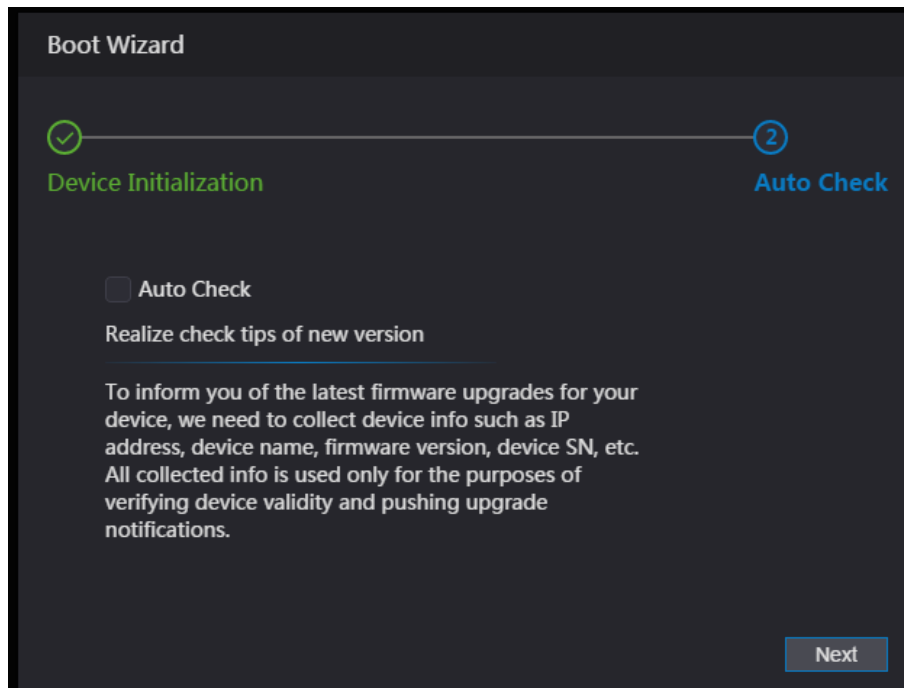 Boot Wizard
2
Device Initialization
Auto Check
Auto Check
Realize check tips of new version
To inform you of the latest firmware upgrades for your
device, we need to collect device info such as IP
address, device name, firmware version, device SN, etc.
All collected info is used only for the purposes of
verifying device validity and pushing upgrade
notifications.
Next